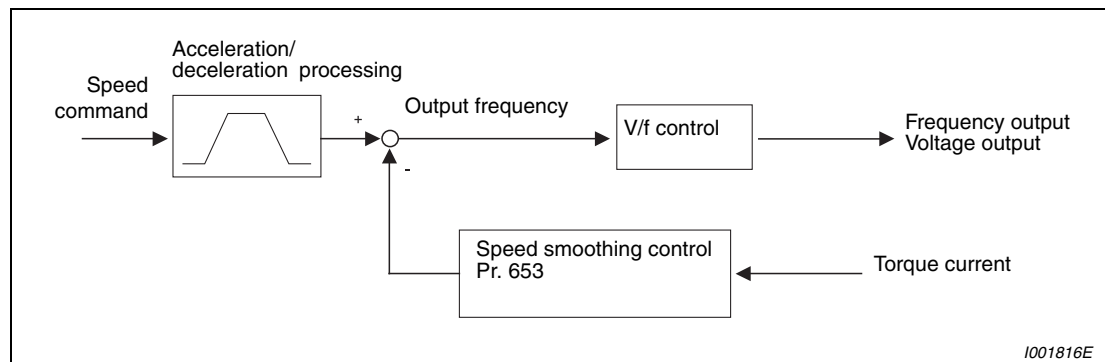 Acceleration/
deceleration processing
Speed
command
Output frequency
+
-
V/f control
Frequency output
Voltage output
Speed smoothing control
Pr. 653
Torque current
I001816E